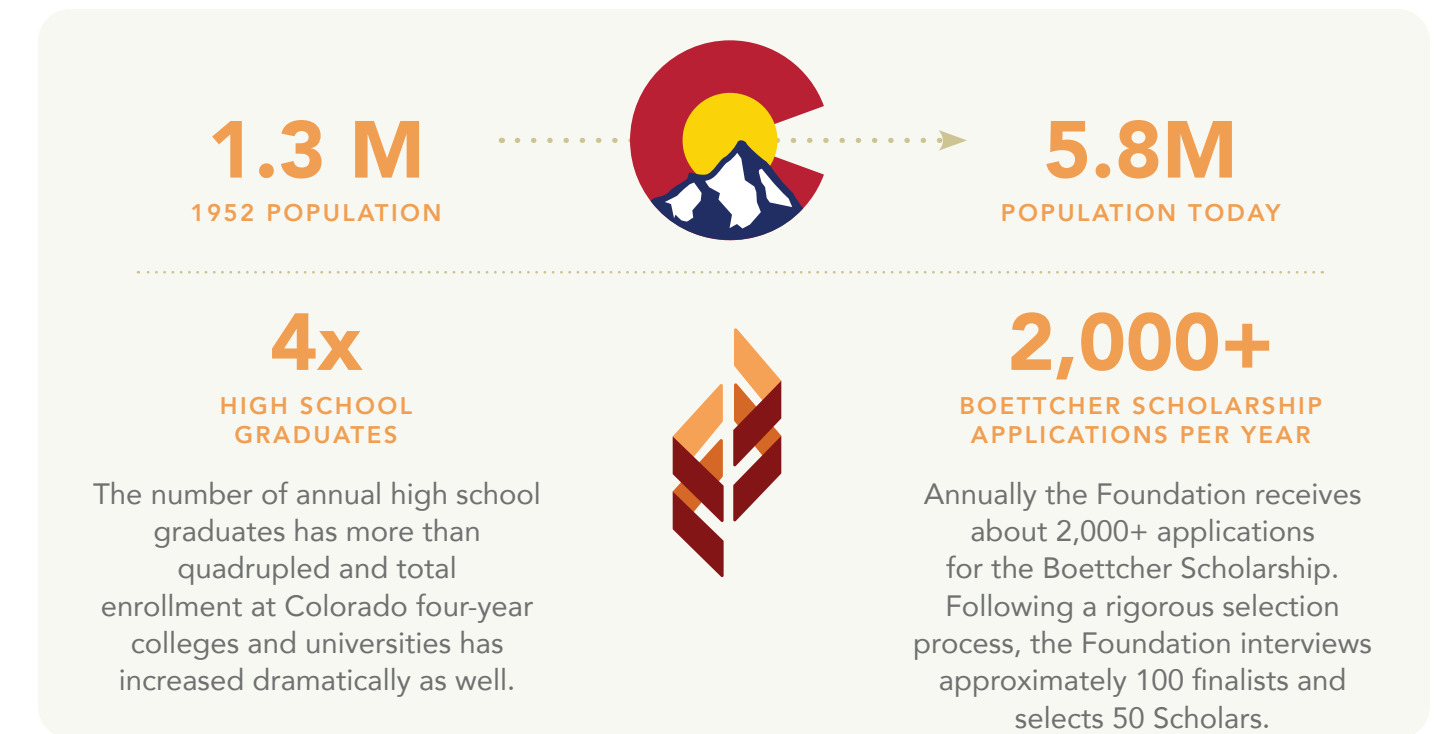 1.3 M
1952 POPULATION
5.8M
POPULATION TODAY
4x
HIGH SCHOOL
GRADUATES
The number of annual high school
graduates has more than
quadrupled and total
enrollment at Colorado four-year
colleges and universities has
increased dramatically as well.
2,000+
BOETTCHER SCHOLARSHIP
APPLICATIONS PER YEAR
Annually the Foundation receives
about 2,000+ applications
for the Boettcher Scholarship.
Following a rigorous selection
process, the Foundation interviews
approximately 100 finalists and
selects 50 Scholars.